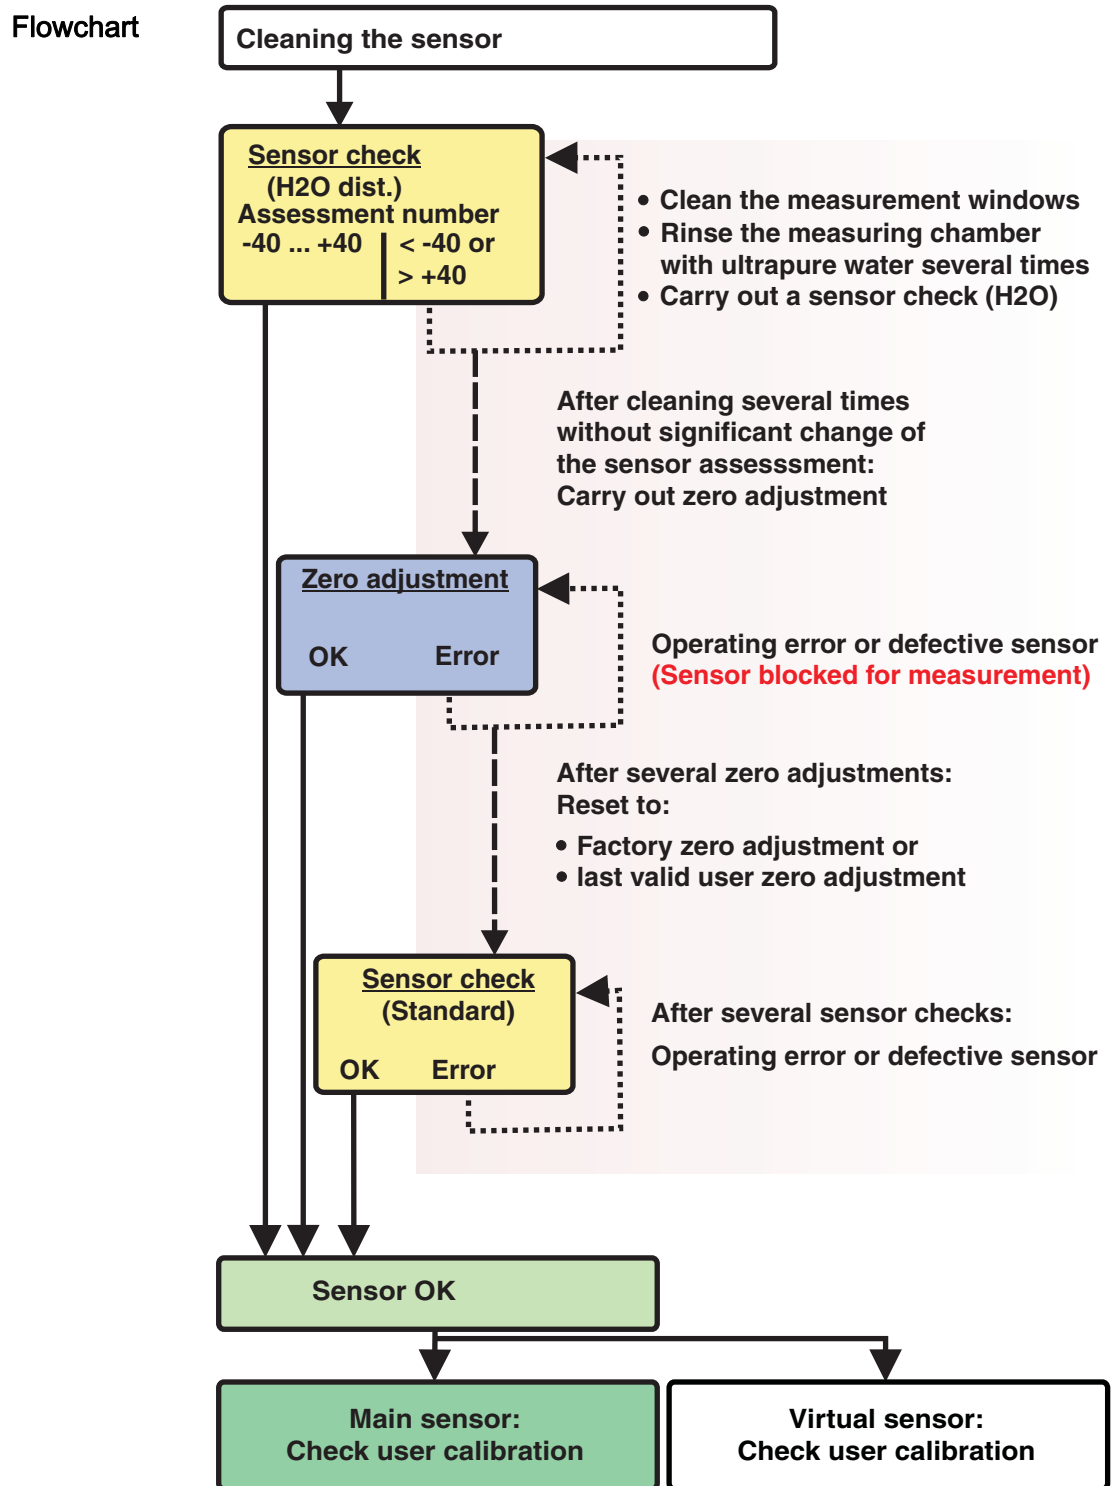 Flowchart
Cleaning the sensor
Sensor check
(H2O dist.)
Assessment number
-40 ... +40 < -40 or
> +40
• Clean the measurement windows
• Rinse the measuring chamber
with ultrapure water several times
• Carry out a sensor check (H2O)
After cleaning several times
without significant change of
the sensor assesssment:
Carry out zero adjustment
Zero adjustment
OK Error
Operating error or defective sensor
(Sensor blocked for measurement)
After several zero adjustments:
Reset to:
• Factory zero adjustment or
• last valid user zero adjustment
Sensor check
(Standard)
OK Error
After several sensor checks:
Operating error or defective sensor
Sensor OK
Main sensor:
Check user calibration
Virtual sensor:
Check user calibration